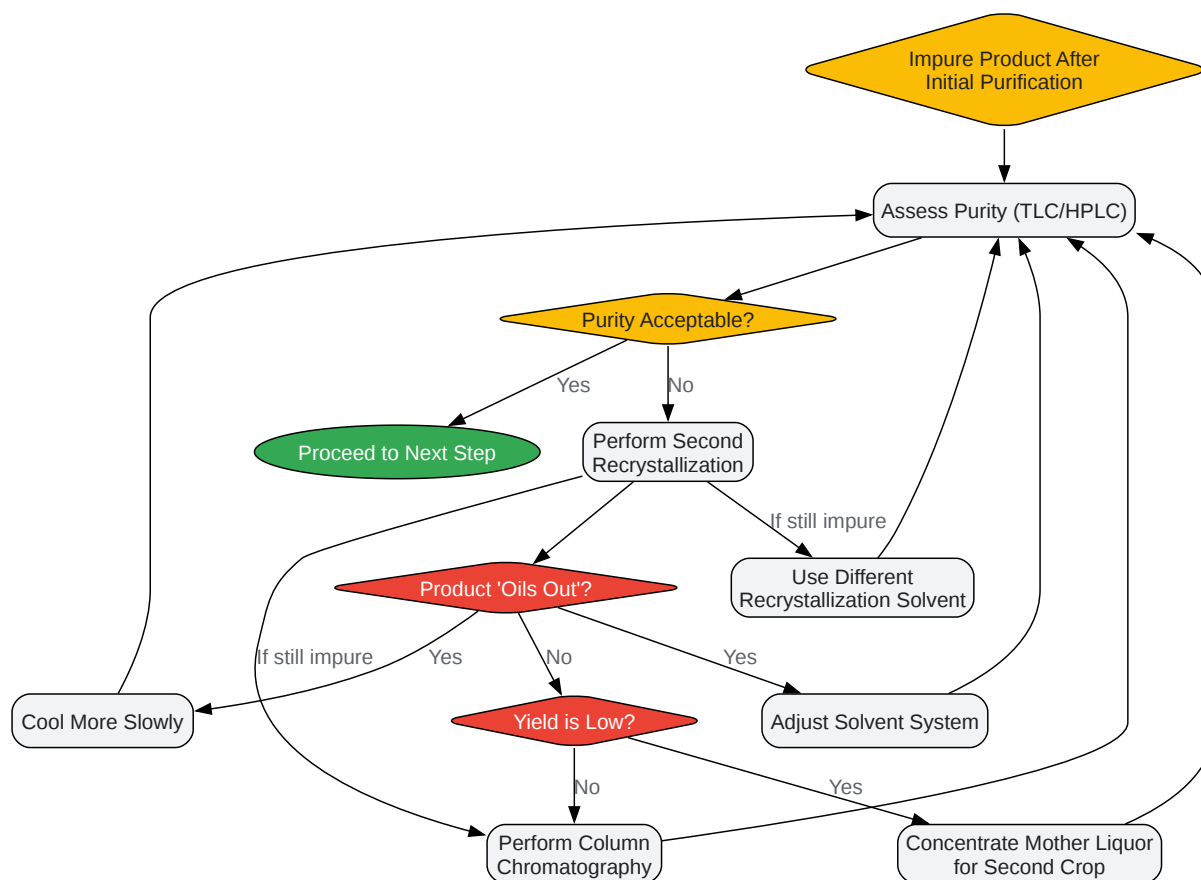 Impure Product After
Initial Purification
Assess Purity (TLC/HPLC)
Purity Acceptable?
Yes
No
Proceed to Next Step
Perform Second
Recrystallization
If still impure
Product 'Oils Out'?
Use Different
Recrystallization Solvent
If still impure
Yes
No
Yes
Cool More Slowly
Yield is Low?
Adjust Solvent System
No
Yes
Perform Column
Chromatography
Concentrate Mother Liquor
for Second Crop